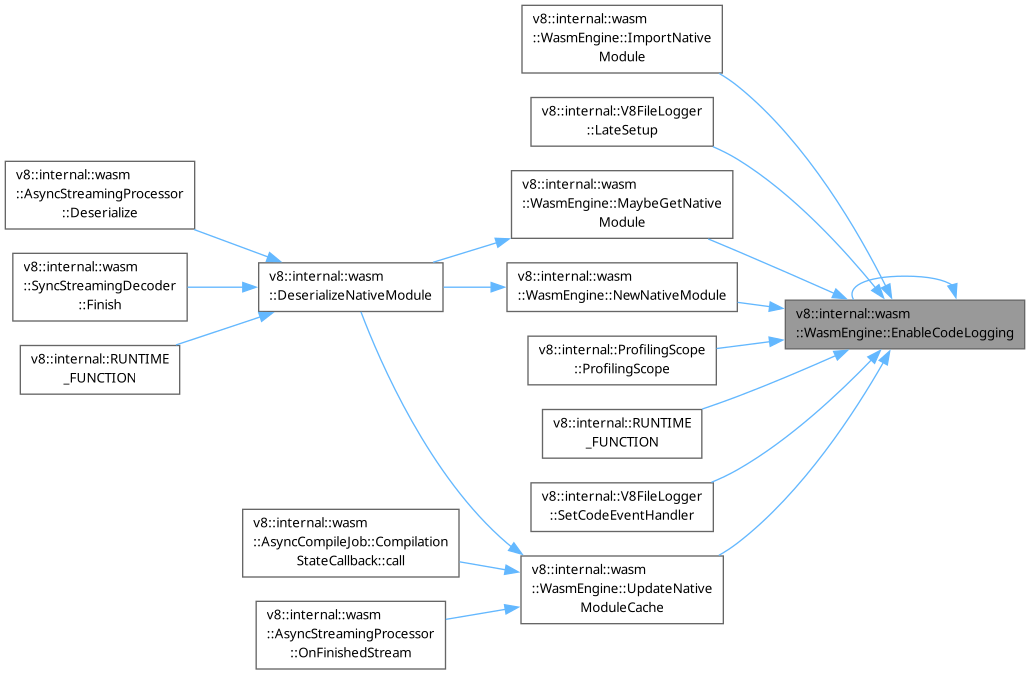 v8::internal::wasm
::WasmEngine::ImportNative
Module
v8::internal::V8FileLogger
::LateSetup
v8::internal::wasm
::AsyncStreamingProcessor
::Deserialize
v8::internal::wasm
::WasmEngine::MaybeGetNative
Module
v8::internal::wasm
::SyncStreamingDecoder
::Finish
v8::internal::wasm
::DeserializeNativeModule
v8::internal::wasm
::WasmEngine::NewNativeModule
v8::internal::wasm
::WasmEngine::EnableCodeLogging
v8::internal::RUNTIME
_FUNCTION
v8::internal::ProfilingScope
::ProfilingScope
v8::internal::RUNTIME
_FUNCTION
v8::internal::V8FileLogger
::SetCodeEventHandler
v8::internal::wasm
::AsyncCompileJob::Compilation
StateCallback::call
v8::internal::wasm
::WasmEngine::UpdateNative
ModuleCache
v8::internal::wasm
::AsyncStreamingProcessor
::OnFinishedStream